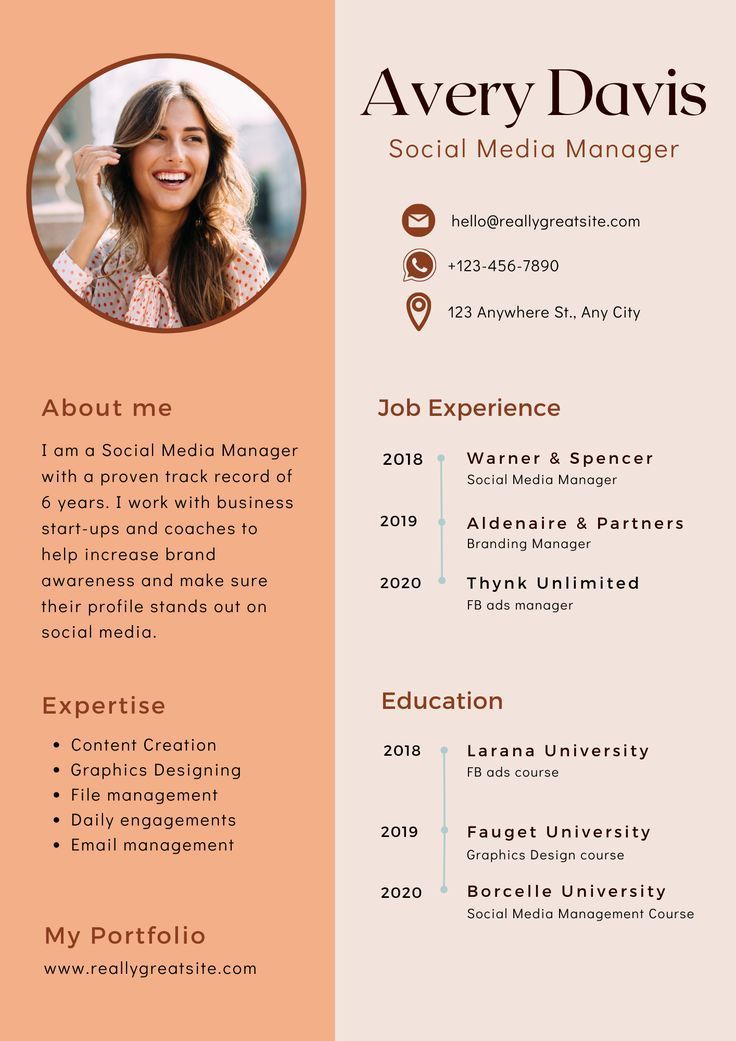 Avery Davis
Social Media Manager
hello@reallygreatsite.com
+123-456-7890
123 Anywhere St., Any City
About me
I am a Social Media Manager
with a proven track record of
6 years. I work with business
start-ups and coaches to
help increase brand
awareness and make sure
their profile stands out on
social media.
Expertise
• Content Creation
• Graphics Designing
• File management
• Daily engagements
• Email management
My Portfolio
www.reallygreatsite.com
Job Experience
2018
Warner & Spencer
Social Media Manager
2019
Aldenaire & Partners
Branding Manager
2020
Thynk Unlimited
FB ads manager
Education
2018
Larana University
FB ads course
2019
Fauget University
Graphics Design course
2020
Borcelle University
Social Media Management Course